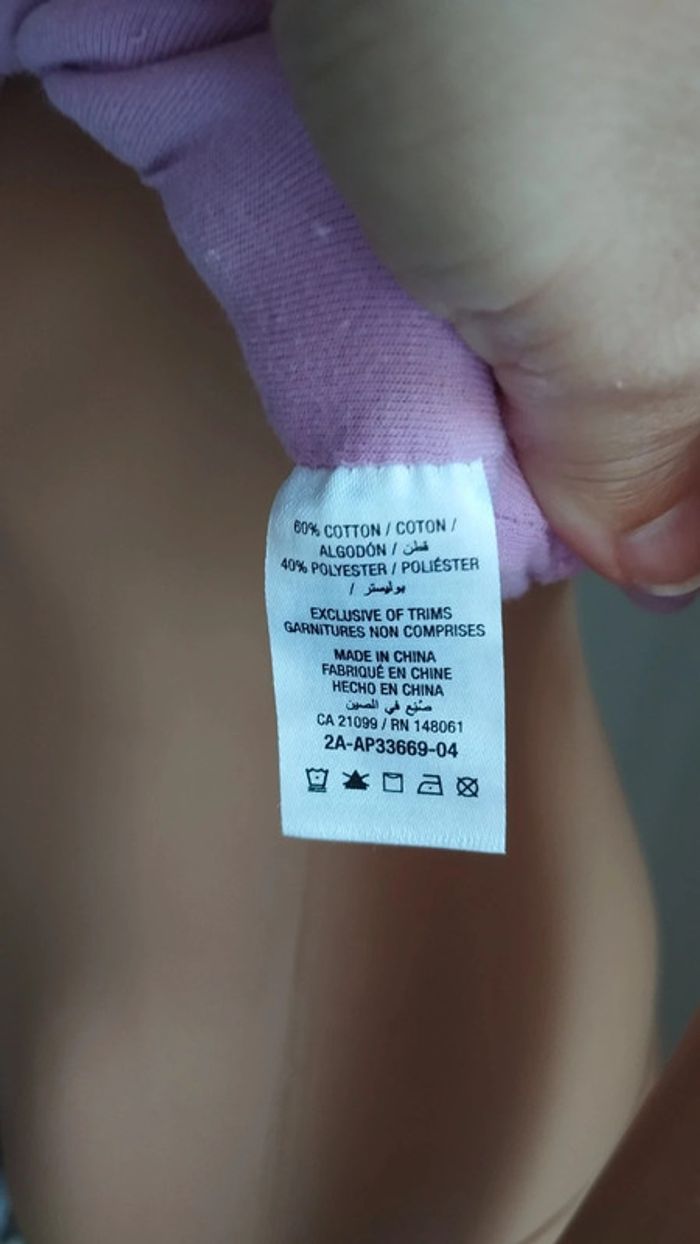 60% COTTON / COTON /
ALGODÓN / قطن
40% POLYESTER / POLIÉSTER
/ بوليستر
EXCLUSIVE OF TRIMS
GARNITURES NON COMPRISES
MADE IN CHINA
FABRIQUÉ EN CHINE
HECHO EN CHINA
صُنِع في الصين
CA 21099 / RN 148061
2A-AP33669-04